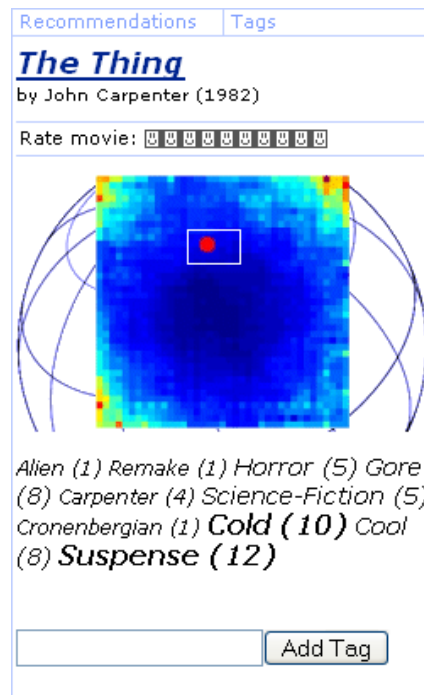 Recommendations Tags
The Thing
by John Carpenter (1982)
Rate movie:
Alien (1) Remake (1) Horror (5) Gore
(8) Carpenter (4) Science-Fiction (5)
Cronenbergian (1) Cold (10) Cool
(8) Suspense (12)
Add Tag